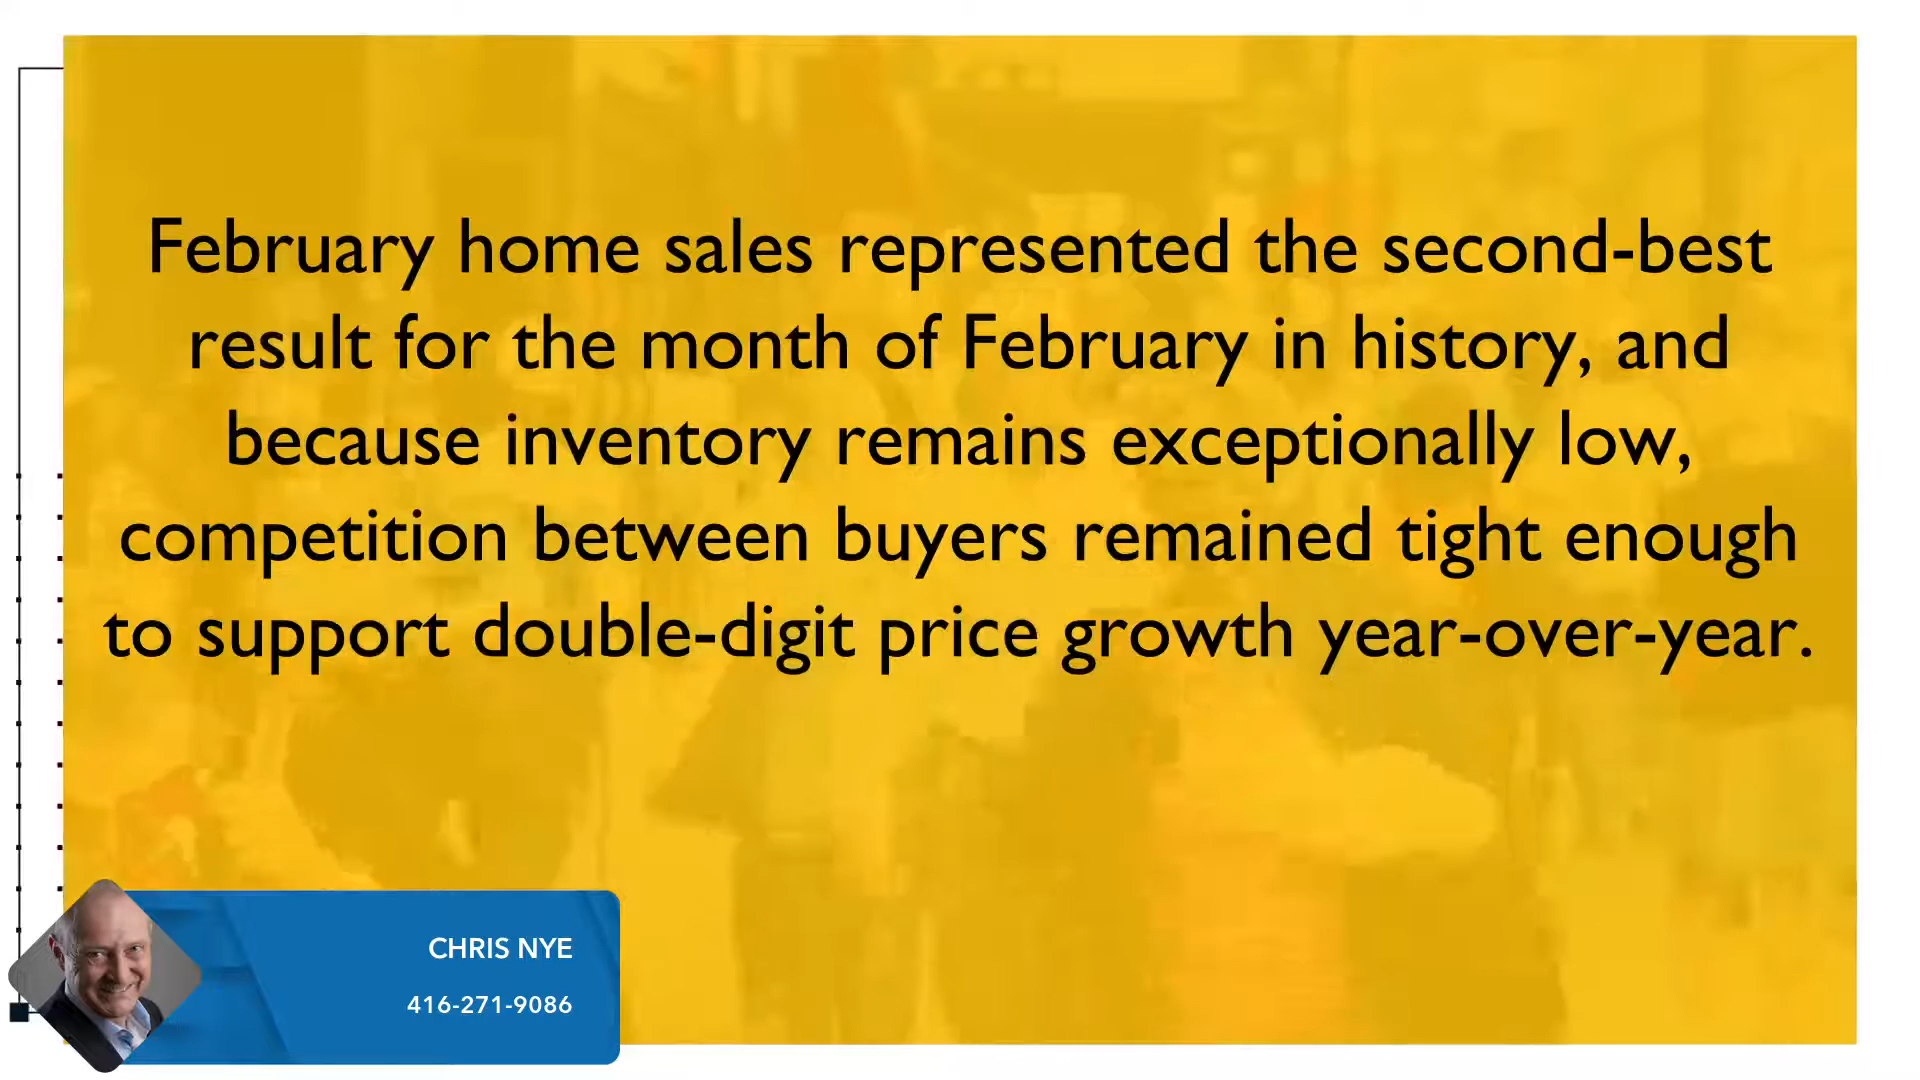 February home sales represented the second-best
result for the month of February in history, and
because inventory remains exceptionally low,
competition between buyers remained tight enough
to support double-digit price growth year-over-year.
CHRIS NYE
416-271-9086